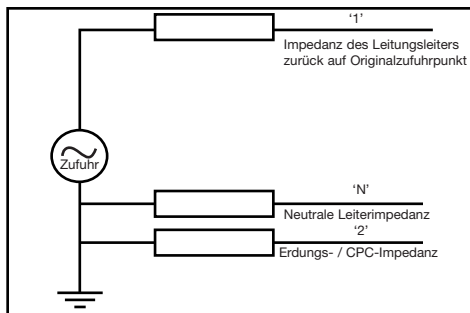 ‘1’
Impedanz des Leitungsleiters
zurück auf Originalzufuhrpunkt
Zufuhr
‘N’
Neutrale Leiterimpedanz
‘2’
Erdungs- / CPC-Impedanz